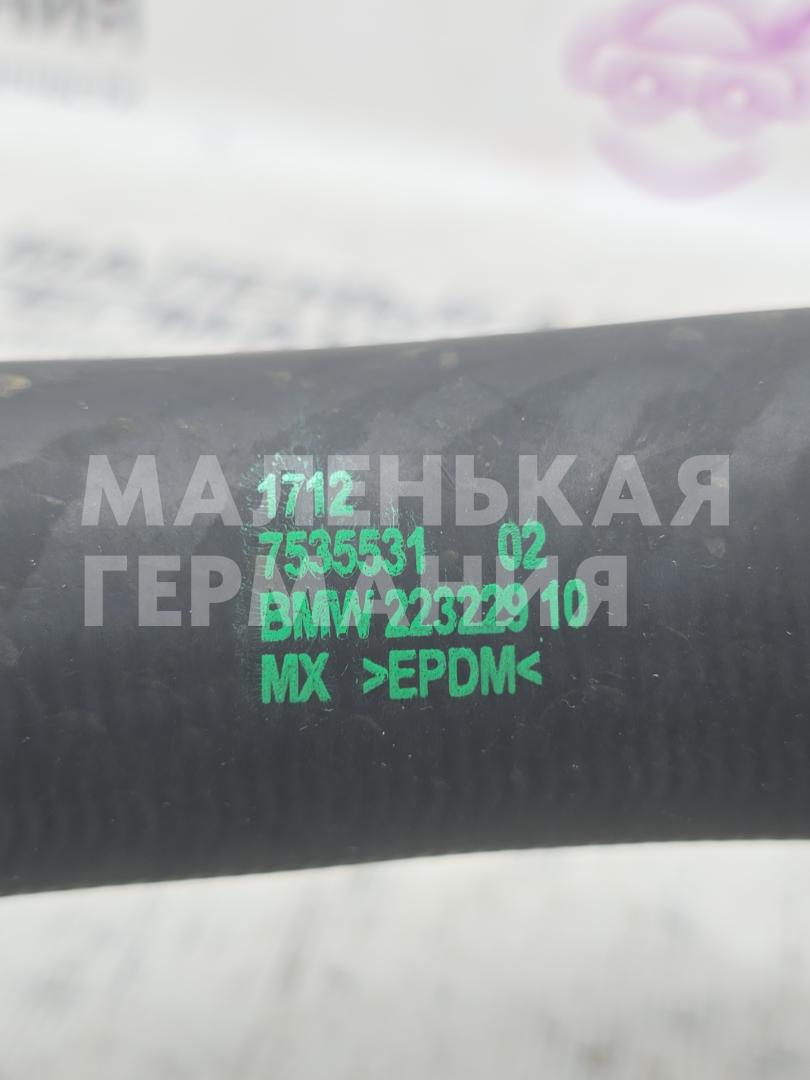 МАЛЕНЬКАЯ
ГЕРМАНИЯ
1712
7535531 02
BMW 22322910
MX >EPDM<